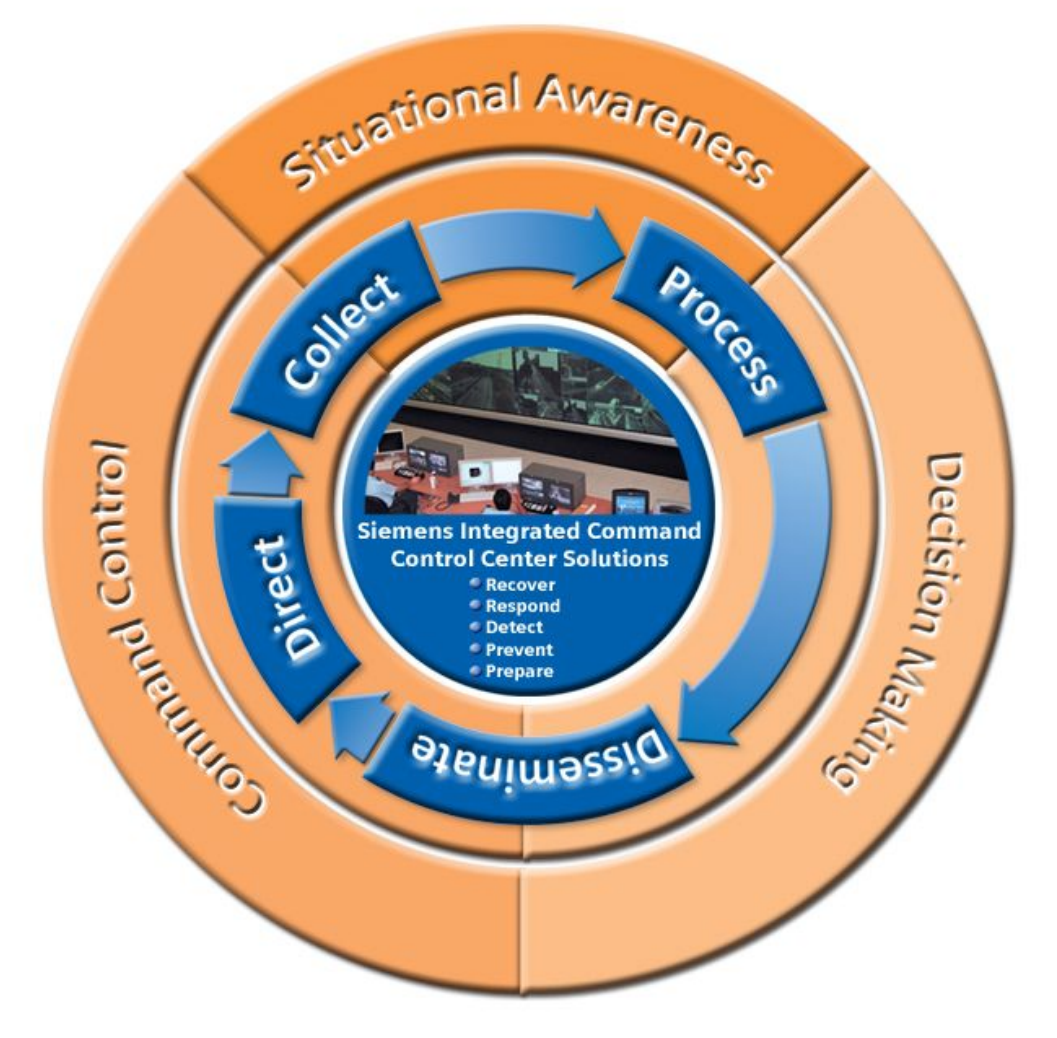 Situational Awareness
Collect
Process
Decision Making
Command Control
Direct
Disseminate
Siemens Integrated Command
Control Center Solutions
Recover
Respond
Detect
Prevent
Prepare